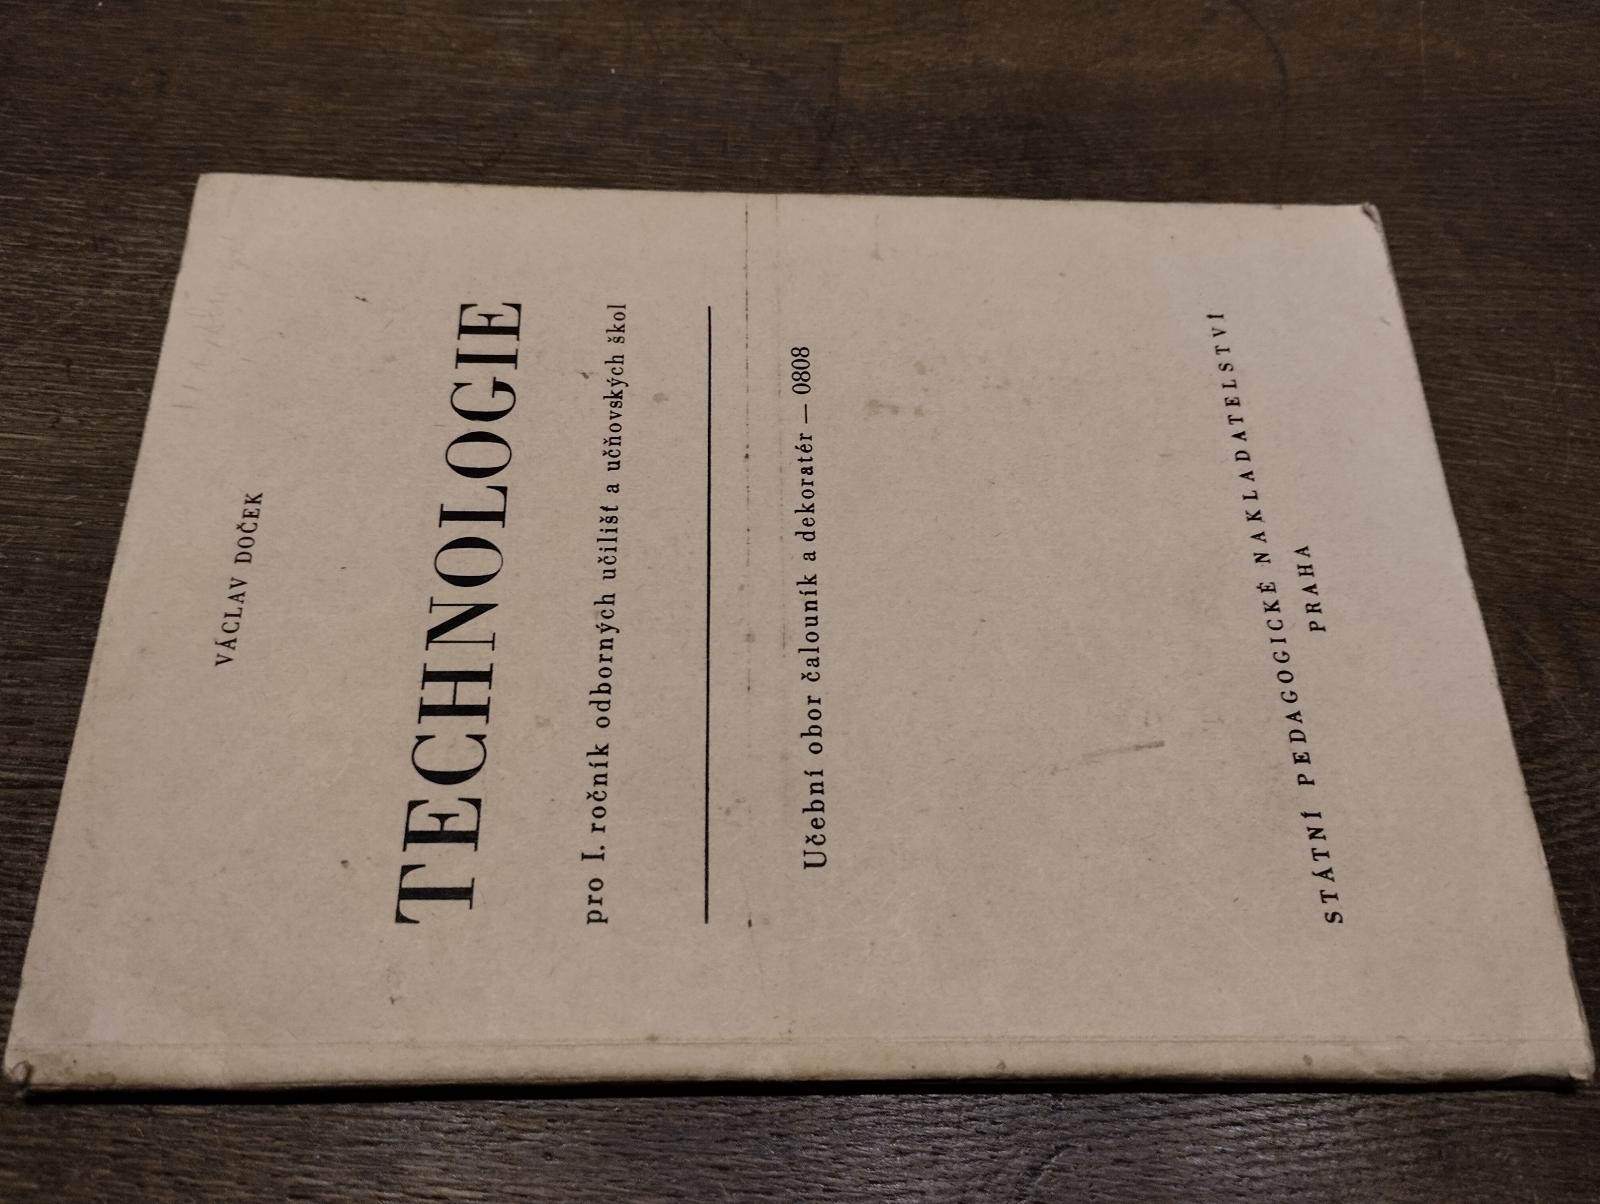 VÁCLAV DOČEK
TECHNOLOGIE
pro I. ročník odborných učilišť a učňovských škol
Učební obor čalouník a dekoratér — 0808
STÁTNÍ PEDAGOGICKÉ NAKLADATELSTVÍ
PRAHA